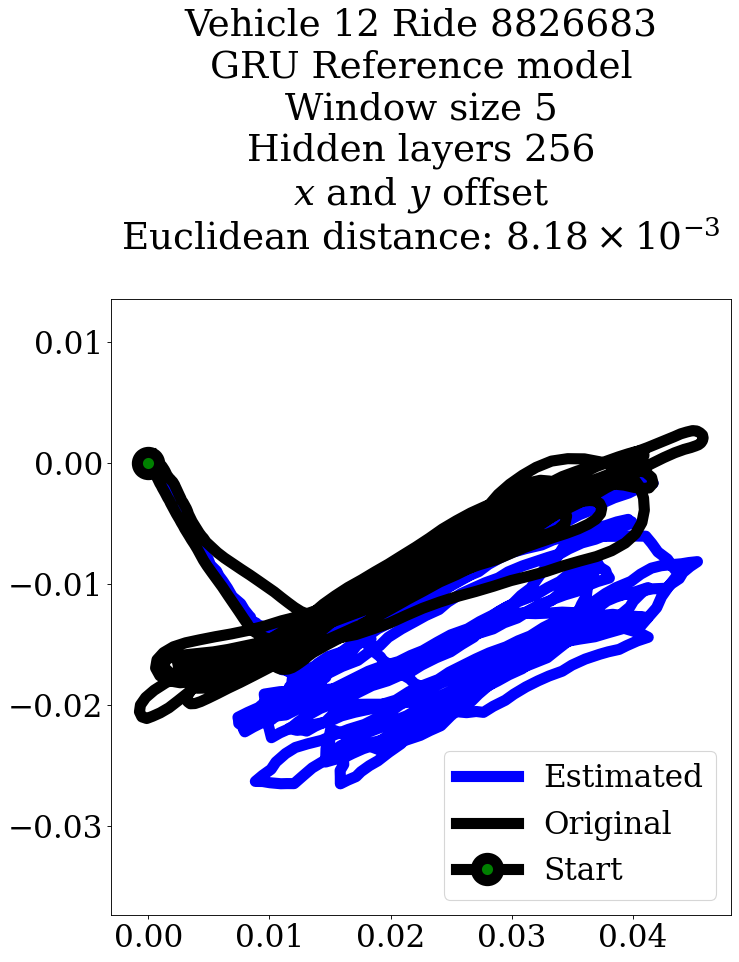 Vehicle 12 Ride 8826683
GRU Reference model
Window size 5
Hidden layers 256
x and y offset
Euclidean distance: 8.18 × 10⁻³
0.01
0.00
−0.01
−0.02
−0.03
Estimated
Original
Start
0.00 0.01 0.02 0.03 0.04